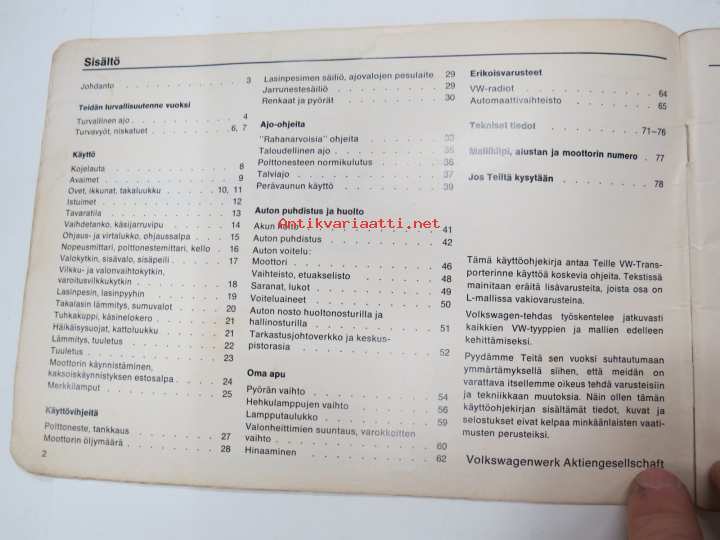 Sisältö
Johdanto . . . . . . . . . . . 3
Teidän turvallisuutenne vuoksi
Turvallinen ajo . . . . . . . . . 4
Turvavyöt, niskatuet . . . . . . . 6, 7
Käyttö
Kojelauta . . . . . . . . . . . 8
Avaimet . . . . . . . . . . . 9
Ovet, ikkunat, takaluukku . . . . . 10, 11
Istuimet . . . . . . . . . . . 12
Tavaratila . . . . . . . . . . . 13
Vaihdetanko, käsijarruvipu . . . . . 14
Ohjaus- ja virtalukko, ohjaussalpa . . . 15
Nopeusmittari, polttonestemittari, kello . 16
Valokytkin, sisävalo, sisäpeili . . . . 17
Vilkku- ja valonvaihtokytkin,
varoitusvilkkukytkin . . . . . . . 18
Lasinpesin, lasinpyyhin . . . . . . 19
Takalasin lämmitys, sumuvalot . . . . 20
Tuhkakuppi, käsinelokero . . . . . 21
Häikäisysuojat, kattoluukku . . . . . 21
Lämmitys, tuuletus . . . . . . . . 22
Tuuletus . . . . . . . . . . . 23
Moottorin käynnistäminen,
kaksoiskäynnistyksen estosalpa . . . . 24
Merkkilamput . . . . . . . . . . 25
Käyttövihjeitä
Polttoneste, tankkaus . . . . . . . 27
Moottorin öljymäärä . . . . . . . . 28
2
Lasinpesimen säiliö, ajovalojen pesulaite 29
Jarrunestesäiliö . . . . . . . . . 29
Renkaat ja pyörät . . . . . . . . 30
Ajo-ohjeita
"Rahanarvoisia" ohjeita . . . . . . 33
Taloudellinen ajo . . . . . . . . 35
Polttonesteen normikulutus . . . . . 36
Talviajo . . . . . . . . . . . 37
Perävaunun käyttö . . . . . . . . 39
Auton puhdistus ja huolto
Akun hoito . . . . . . . . . . . 41
Auton puhdistus . . . . . . . . . 42
Auton voitelu:
Moottori . . . . . . . . . . . 46
Vaihteisto, etuakselisto . . . . . . 48
Saranat, lukot . . . . . . . . . 49
Voiteluaineet . . . . . . . . . . 50
Auton nosto huoltonosturilla ja
hallinosturilla . . . . . . . . . 51
Tarkastusjohtoverkko ja keskus-
pistorasia . . . . . . . . . . . 52
Oma apu
Pyörän vaihto . . . . . . . . . . 54
Hehkulamppujen vaihto . . . . . . 56
Lampputaulukko . . . . . . . . . 59
Valonheittimien suuntaus, varokkeitten
vaihto . . . . . . . . . . . . 60
Hinaaminen . . . . . . . . . . . 62
Erikoisvarusteet
VW-radiot . . . . . . . . . . . 64
Automaattivaihteisto . . . . . . . 65
Tekniset tiedot . . . . . . 71–76
Mallikilpi, alustan ja moottorin numero . 77
Jos Teiltä kysytään . . . . . . . 78
Tämä käyttöohjekirja antaa Teille VW-Trans-
porterinne käyttöä koskevia ohjeita. Tekstissä
mainitaan eräitä lisävarusteita, joista osa on
L-mallissa vakiovarusteina.
Volkswagen-tehdas työskentelee jatkuvasti
kaikkien VW-tyyppien ja mallien edelleen
kehittämiseksi.
Pyydämme Teitä sen vuoksi suhtautumaan
ymmärtämyksellä siihen, että meidän on
varattava itsellemme oikeus tehdä varusteisiin
ja tekniikkaan muutoksia. Näin ollen tämän
käyttöohjekirjan sisältämät tiedot, kuvat ja
selostukset eivät kelpaa minkäänlaisten vaati-
musten perusteiksi.
Volkswagenwerk Aktiengesellschaft
Antikvariaatti.net